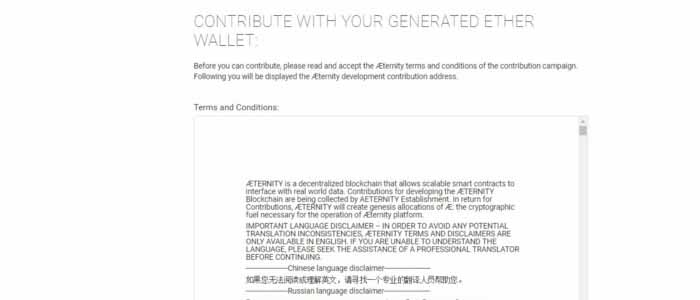 CONTRIBUTE WITH YOUR GENERATED ETHER
WALLET:
Before you can contribute, please read and accept the Æternity terms and conditions of the contribution campaign.
Following you will be displayed the Æternity development contribution address.
Terms and Conditions:
ÆTERNITY is a decentralized blockchain that allows scalable smart contracts to
interface with real world data. Contributions for developing the ÆTERNITY
Blockchain are being collected by AETERNITY Establishment. In return for
Contributions, ÆTERNITY will create genesis allocations of Æ. the cryptographic
fuel necessary for the operation of Æternity platform.
IMPORTANT LANGUAGE DISCLAIMER – IN ORDER TO AVOID ANY POTENTIAL
TRANSLATION INCONSISTENCIES, ÆTERNITY TERMS AND DISCLAIMERS ARE
ONLY AVAILABLE IN ENGLISH. IF YOU ARE UNABLE TO UNDERSTAND THE
LANGUAGE, PLEASE SEEK THE ASSISTANCE OF A PROFESSIONAL TRANSLATOR
BEFORE CONTINUING.
--------------------Chinese language disclaimer----------------------
如果您无法阅读或理解英文，请寻找一个专业的翻译人员帮助您。
--------------------Russian language disclaimer----------------------